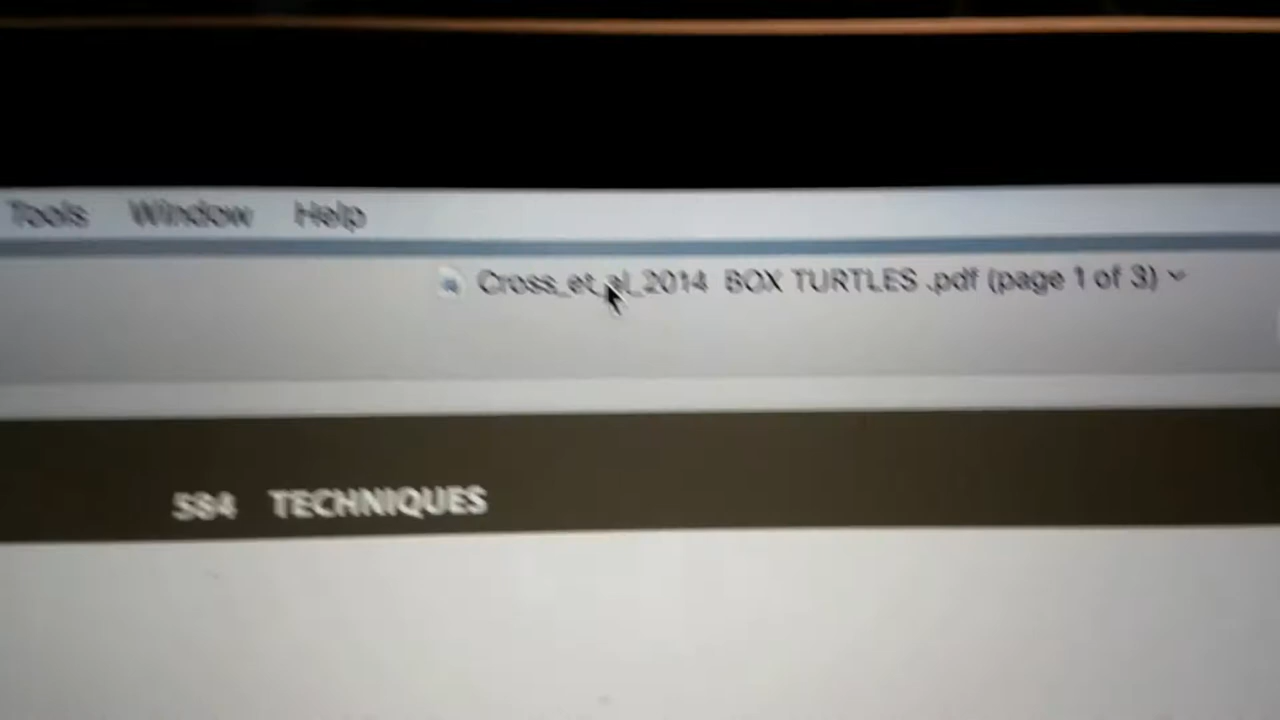 Tools Window Help
Cross_et_al_2014 BOX TURTLES .pdf (page 1 of 3)
584 TECHNIQUES